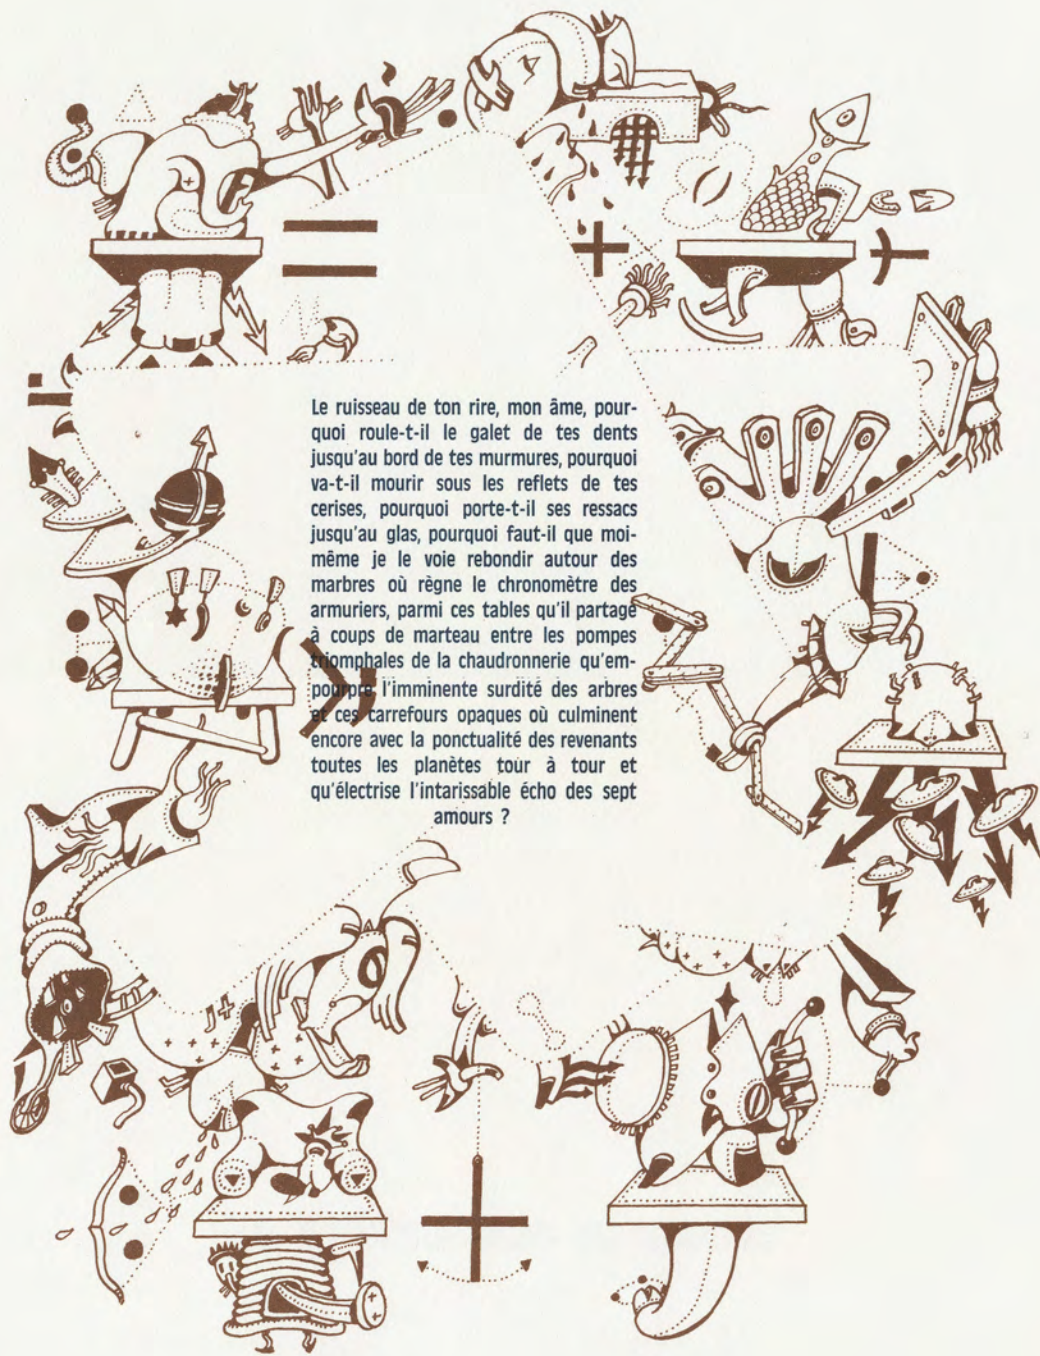 Le ruisseau de ton rire, mon âme, pour-
quoi roule-t-il le galet de tes dents
jusqu'au bord de tes murmures, pourquoi
va-t-il mourir sous les reflets de tes
cerises, pourquoi porte-t-il ses ressacs
jusqu'au glas, pourquoi faut-il que moi-
même je le voie rebondir autour des
marbres où règne le chronomètre des
armuriers, parmi ces tables qu'il partage
à coups de marteau entre les pompes
triomphales de la chaudronnerie qu'em-
pourpre l'imminente surdité des arbres
et ces carrefours opaques où culminent
encore avec la ponctualité des revenants
toutes les planètes tour à tour et
qu'électrise l'intarissable écho des sept
amours ?